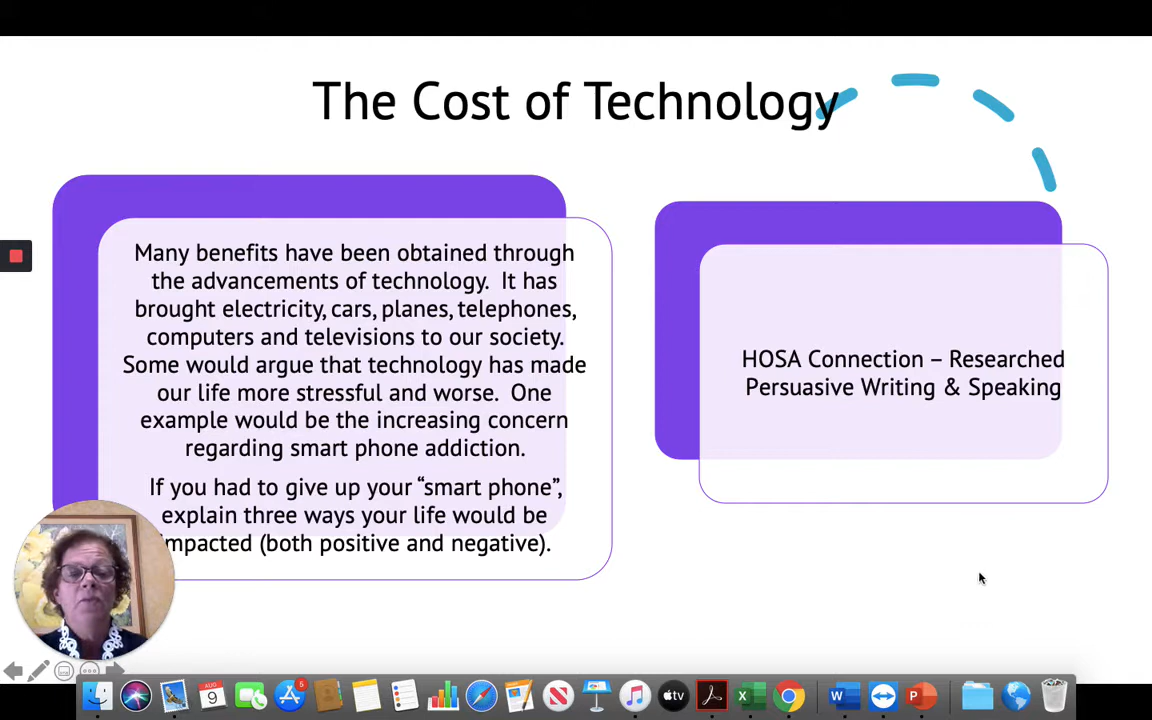 The Cost of Technology
Many benefits have been obtained through
the advancements of technology.  It has
brought electricity, cars, planes, telephones,
computers and televisions to our society.
Some would argue that technology has made
our life more stressful and worse.  One
example would be the increasing concern
regarding smart phone addiction.
If you had to give up your “smart phone”,
explain three ways your life would be
impacted (both positive and negative).
HOSA Connection – Researched
Persuasive Writing & Speaking
AUG
9
5
tv
N
X
W
P